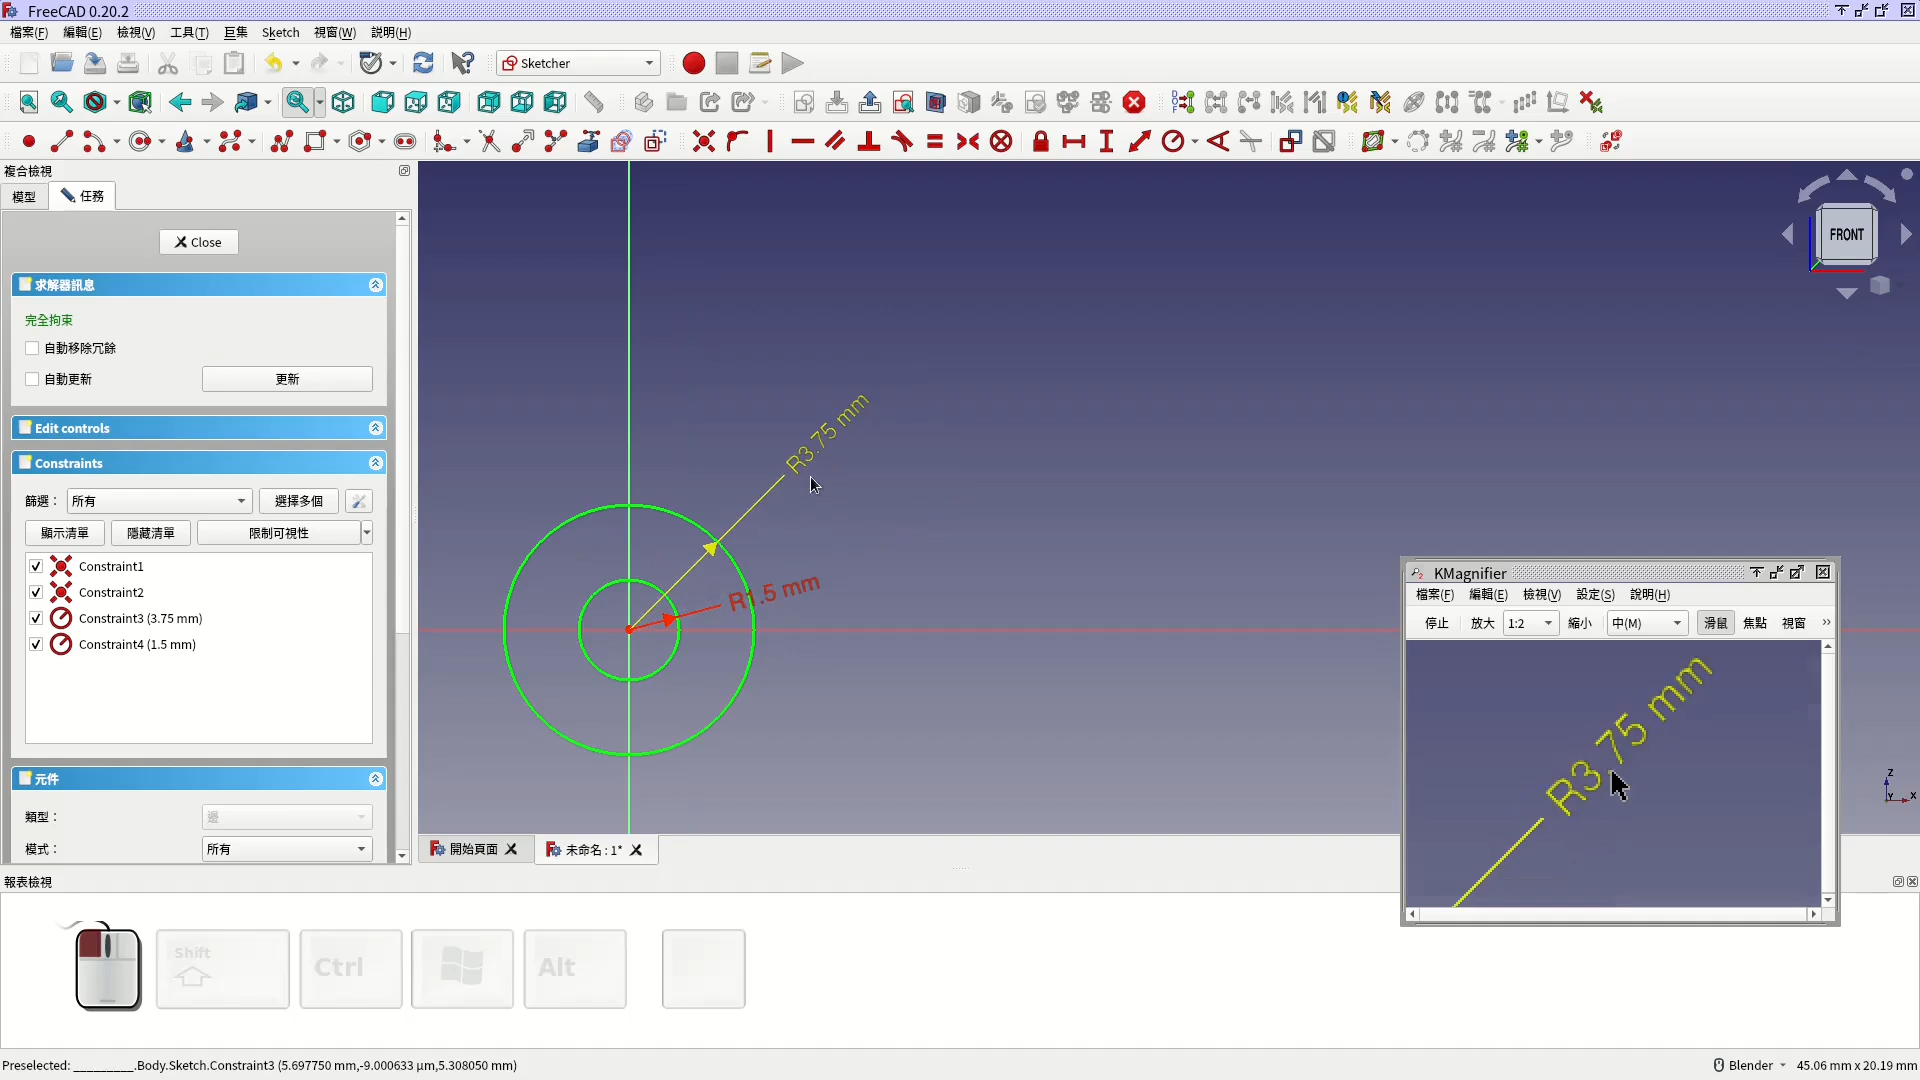 FreeCAD 0.20.2
檔案(F) 編輯(E) 檢視(V) 工具(T) 巨集 Sketch 視窗(W) 說明(H)
Sketcher
複合檢視
模型 任務
Close
求解器訊息
完全拘束
自動移除冗餘
自動更新 更新
Edit controls
Constraints
篩選： 所有 選擇多個
顯示清單 隱藏清單 限制可視性
Constraint1
Constraint2
Constraint3 (3.75 mm)
Constraint4 (1.5 mm)
元件
類型： 邊
模式： 所有
R3.75 mm
R1.5 mm
FRONT
Z
Y
X
KMagnifier
檔案(F) 編輯(E) 檢視(V) 設定(S) 說明(H)
停止 放大 1:2 縮小 中(M) 滑鼠 焦點 視窗 »
R3.75 mm
開始頁面 未命名 : 1*
報表檢視
Shift Ctrl Alt
Preselected: _________.Body.Sketch.Constraint3 (5.697750 mm,-9.000633 µm,5.308050 mm)
Blender 45.06 mm x 20.19 mm